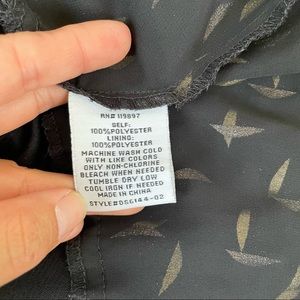 RN# 119897
SELF:
100%POLYESTER
LINING:
100%POLYESTER
MACHINE WASH COLD
WITH LIKE COLORS
ONLY NON-CHLORINE
BLEACH WHEN NEEDED
TUMBLE DRY LOW
COOL IRON IF NEEDED
MADE IN CHINA
STYLE#DSG144-02